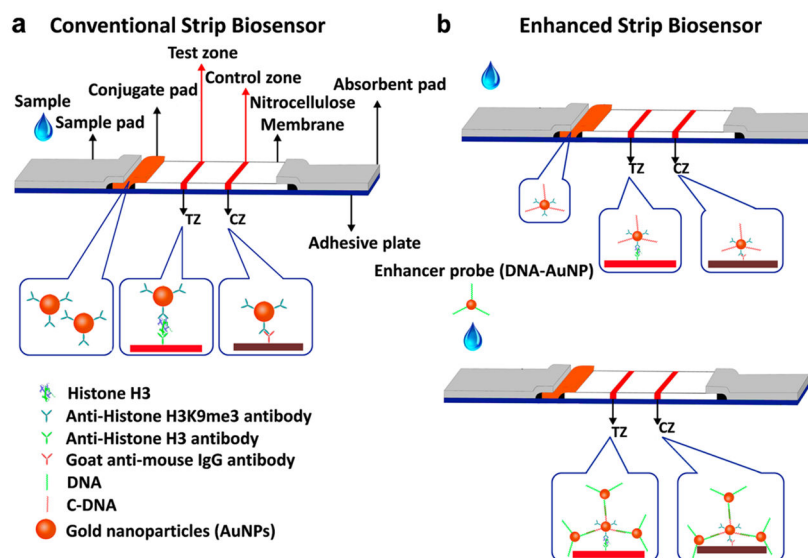 a Conventional Strip Biosensor
Test zone
Control zone
Conjugate pad
Absorbent pad
Sample
Nitrocellulose
Sample pad
Membrane
TZ
CZ
Adhesive plate
Histone H3
Anti-Histone H3K9me3 antibody
Anti-Histone H3 antibody
Goat anti-mouse IgG antibody
DNA
C-DNA
Gold nanoparticles (AuNPs)
b Enhanced Strip Biosensor
TZ
CZ
Enhancer probe (DNA-AuNP)
TZ
CZ